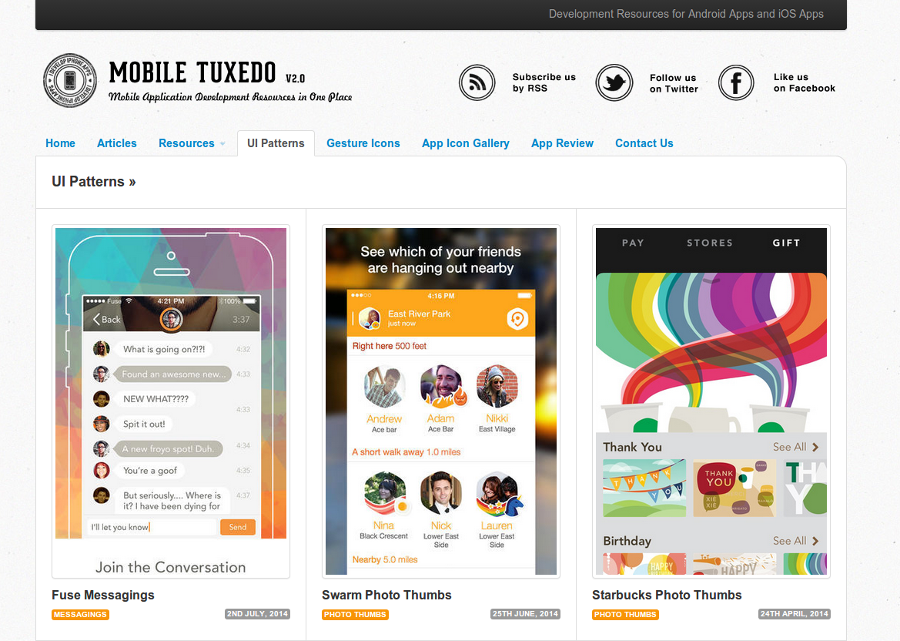 Development Resources for Android Apps and iOS Apps
I DEVELOP IPHONE APPS
MOBILE TUXEDO V2.0
Mobile Application Development Resources in One Place
Subscribe us
by RSS
Follow us
on Twitter
Like us
on Facebook
Home Articles Resources UI Patterns Gesture Icons App Icon Gallery App Review Contact Us
UI Patterns »
Fuse 4:21 PM 100%
Back 3:37
What is going on?!?! 4:32
Found an awesome new... 4:33
NEW WHAT????
4:33
Spit it out!
A new froyo spot! Duh. 4:34
You're a goof 4:35
But seriously.... Where is
it? I have been dying for 4:37
I'll let you know Send
Join the Conversation
Fuse Messagings
MESSAGINGS 2ND JULY, 2014
See which of your friends
are hanging out nearby
4:16 PM
East River Park
just now
Right here 500 feet
Andrew Adam Nikki
Ace bar Ace Bar East Village
A short walk away 1.0 miles
Nina Nick Lauren
Black Crescent Lower East Side Lower East Side
Nearby 5.0 miles
Swarm Photo Thumbs
PHOTO THUMBS 25TH JUNE, 2014
PAY STORES GIFT
Thank You See All
THANK YOU
THANK YOU
XIE XIE
Birthday See All
HAPPY
HAPPY
Starbucks Photo Thumbs
PHOTO THUMBS 24TH APRIL, 2014